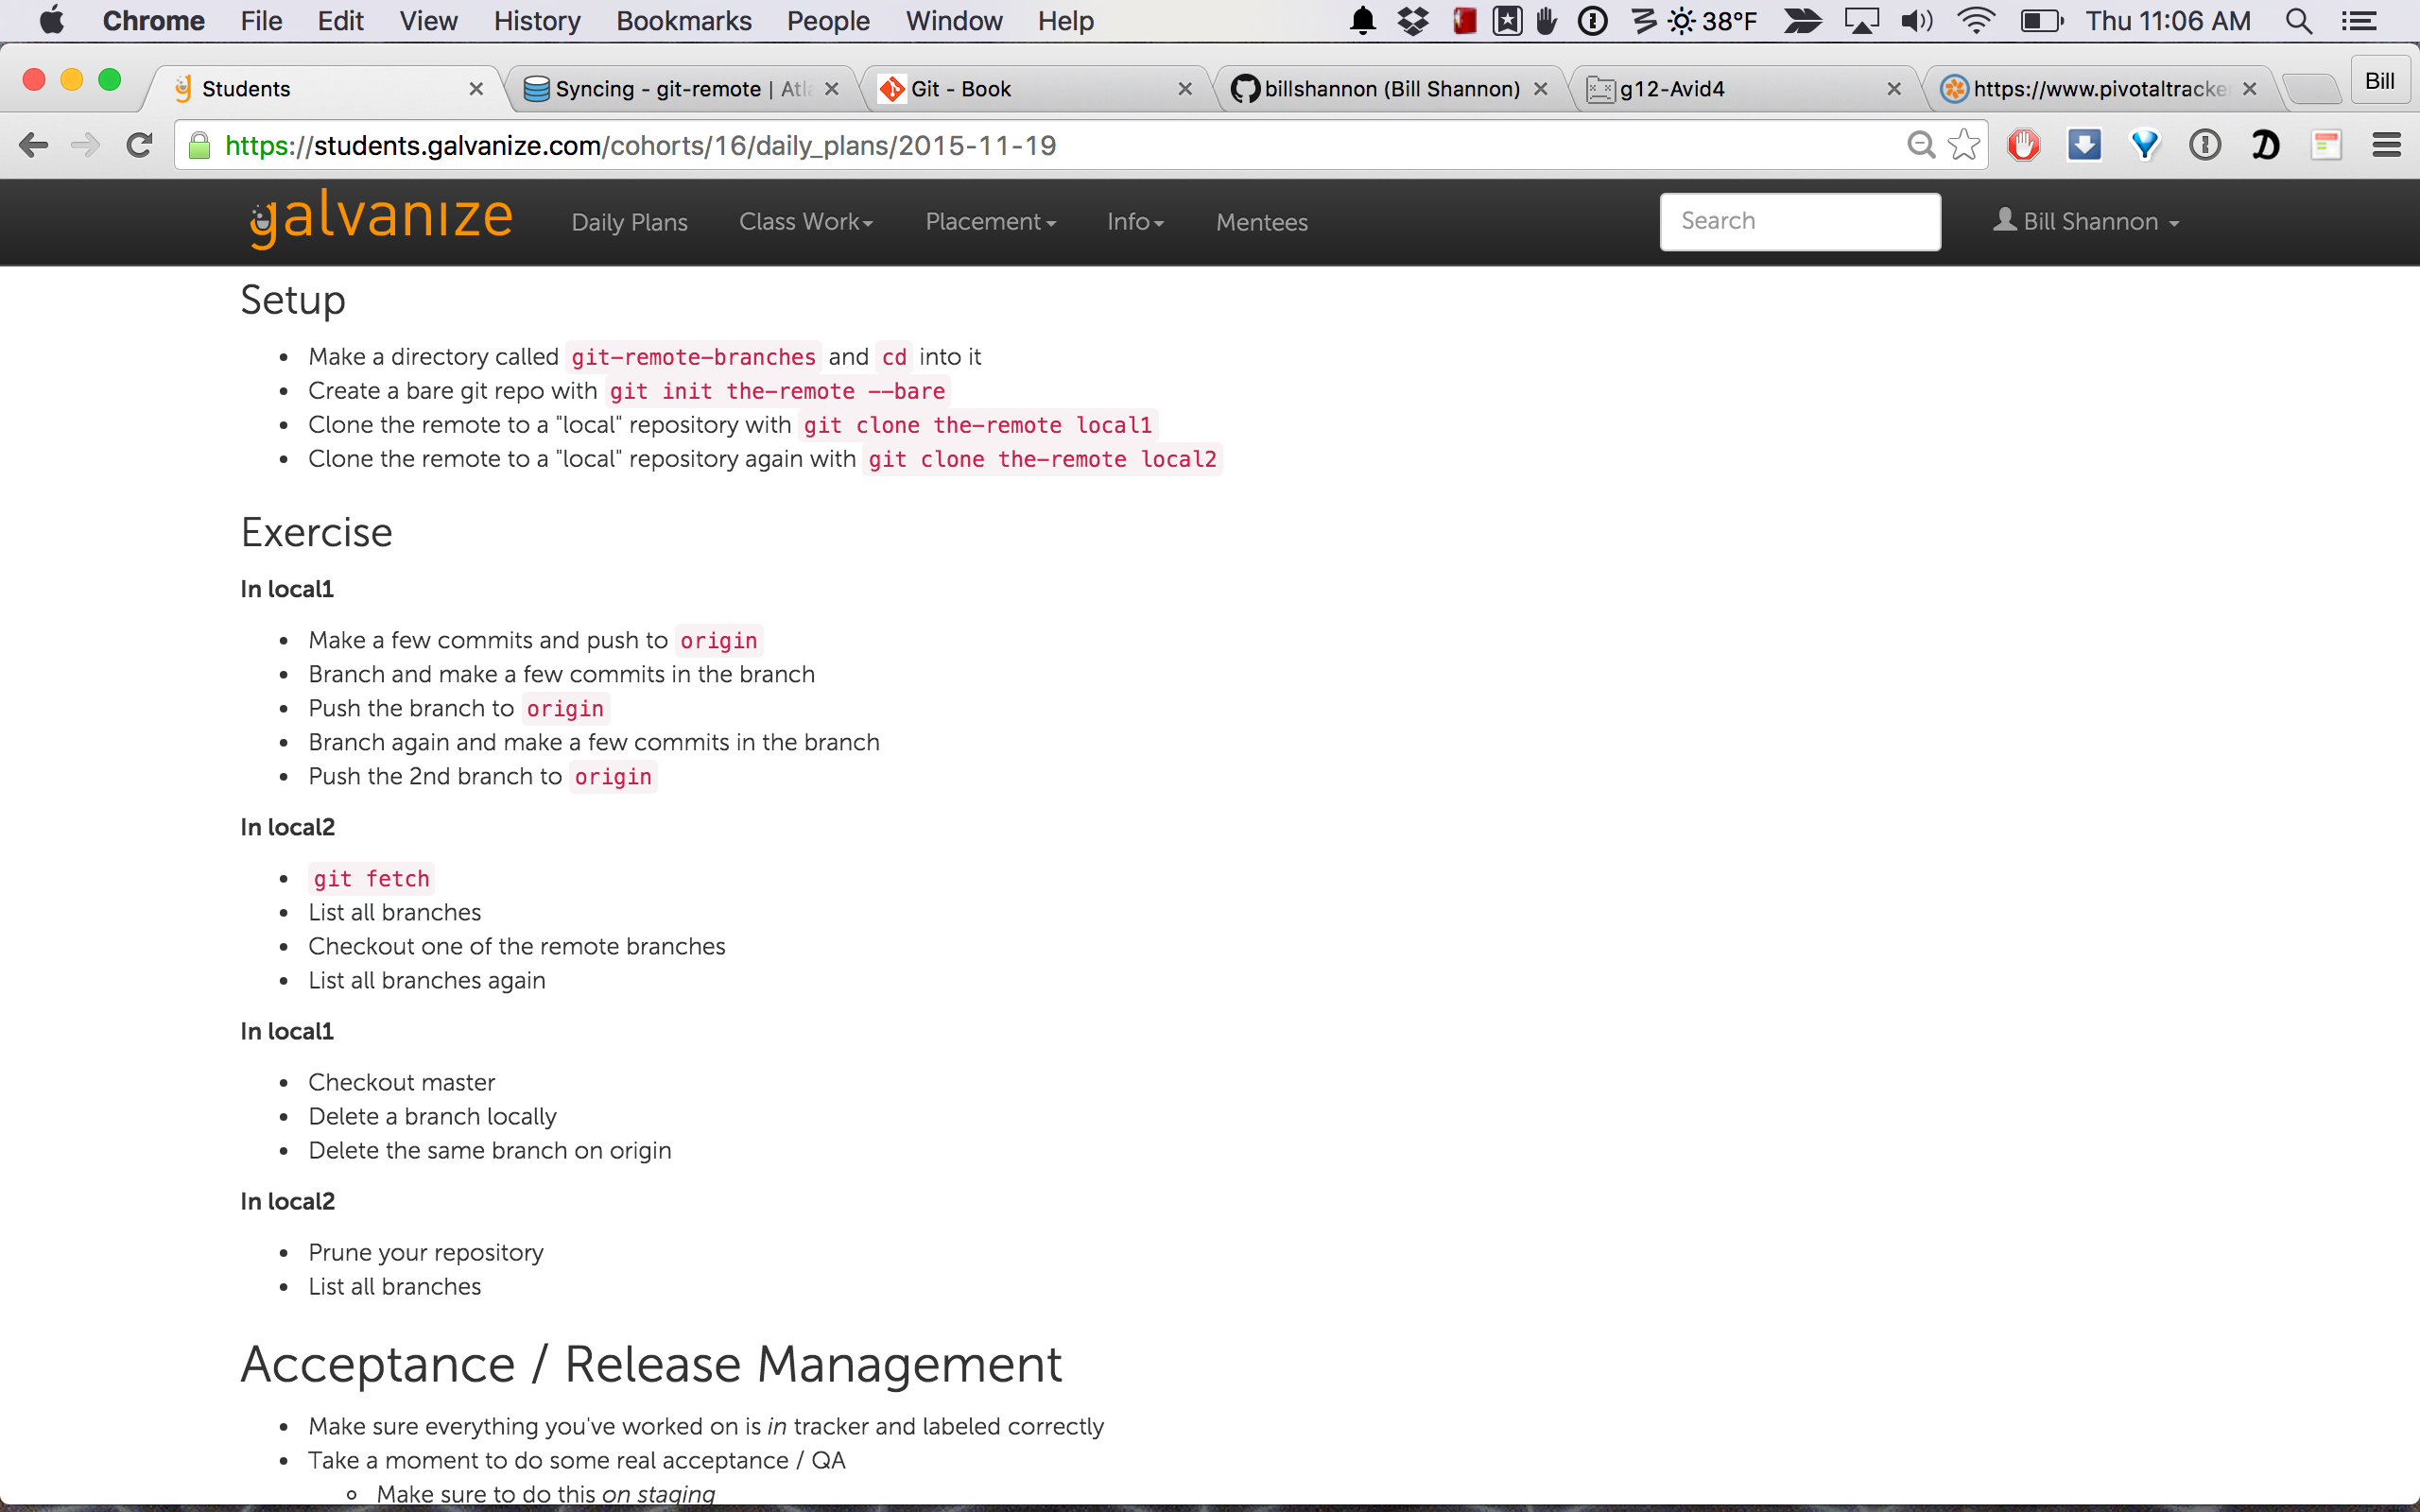 Chrome File Edit View History Bookmarks People Window Help 38°F Thu 11:06 AM
Students Syncing - git-remote | Atla Git - Book billshannon (Bill Shannon) g12-Avid4 https://www.pivotaltracke Bill
https://students.galvanize.com/cohorts/16/daily_plans/2015-11-19
galvanize Daily Plans Class Work Placement Info Mentees Search Bill Shannon
Setup
Make a directory called git-remote-branches and cd into it
Create a bare git repo with git init the-remote --bare
Clone the remote to a "local" repository with git clone the-remote local1
Clone the remote to a "local" repository again with git clone the-remote local2
Exercise
In local1
Make a few commits and push to origin
Branch and make a few commits in the branch
Push the branch to origin
Branch again and make a few commits in the branch
Push the 2nd branch to origin
In local2
git fetch
List all branches
Checkout one of the remote branches
List all branches again
In local1
Checkout master
Delete a branch locally
Delete the same branch on origin
In local2
Prune your repository
List all branches
Acceptance / Release Management
Make sure everything you've worked on is in tracker and labeled correctly
Take a moment to do some real acceptance / QA
Make sure to do this on staging